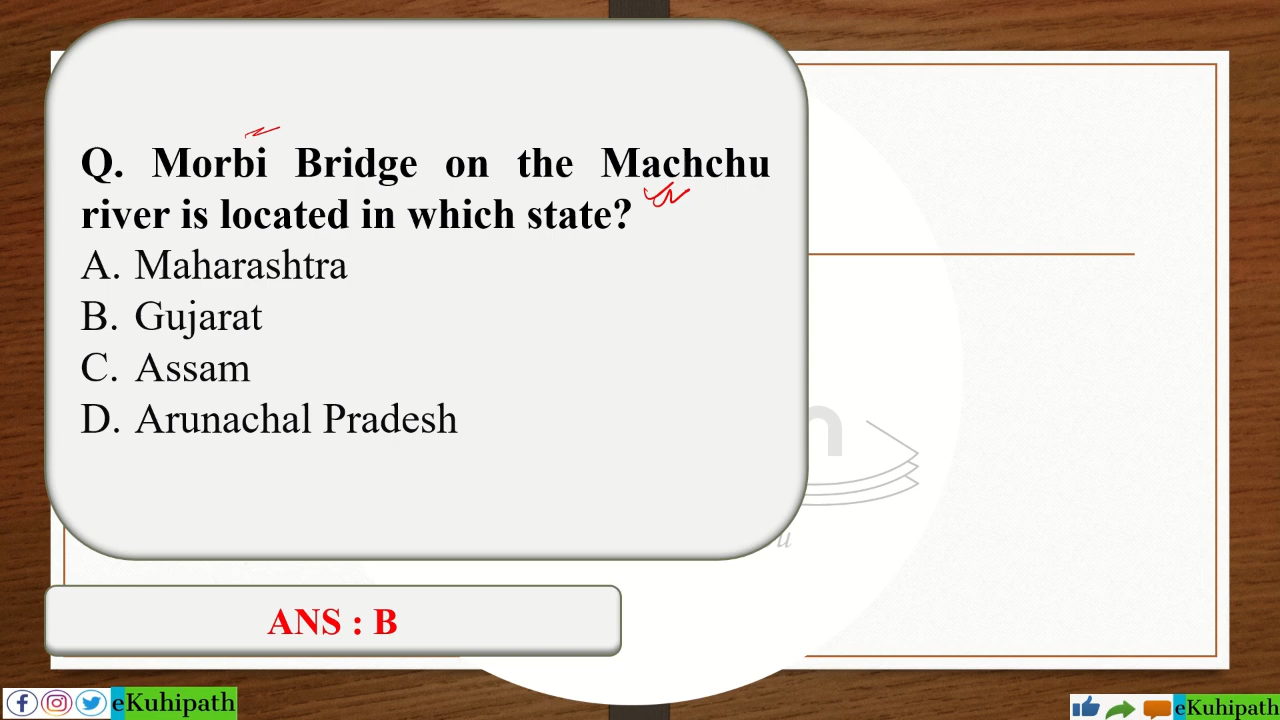 Q. Morbi Bridge on the Machchu
river is located in which state?
A. Maharashtra
B. Gujarat
C. Assam
D. Arunachal Pradesh
ANS : B
eKuhipath
eKuhipath